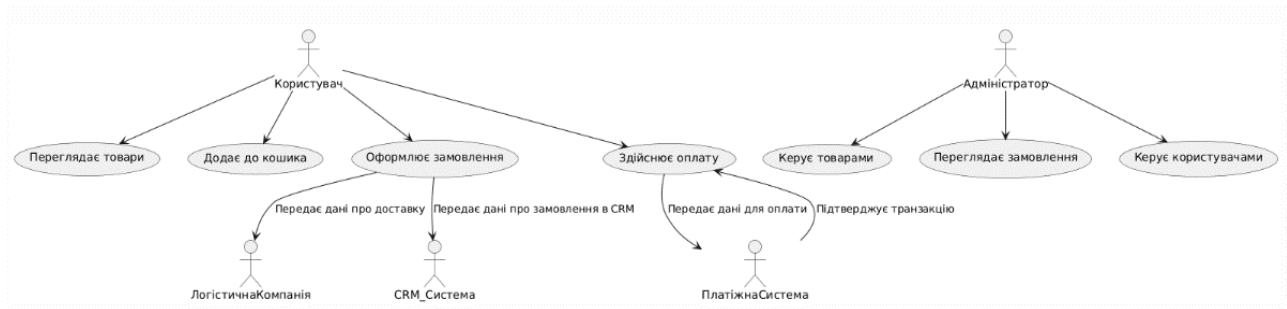 Користувач
Адміністратор
Переглядає товари
Додає до кошика
Оформлює замовлення
Здійснює оплату
Керує товарами
Переглядає замовлення
Керує користувачами
Передає дані про доставку
Передає дані про замовлення в CRM
Передає дані для оплати
Підтверджує транзакцію
ЛогістичнаКомпанія
CRM_Система
ПлатіжнаСистема